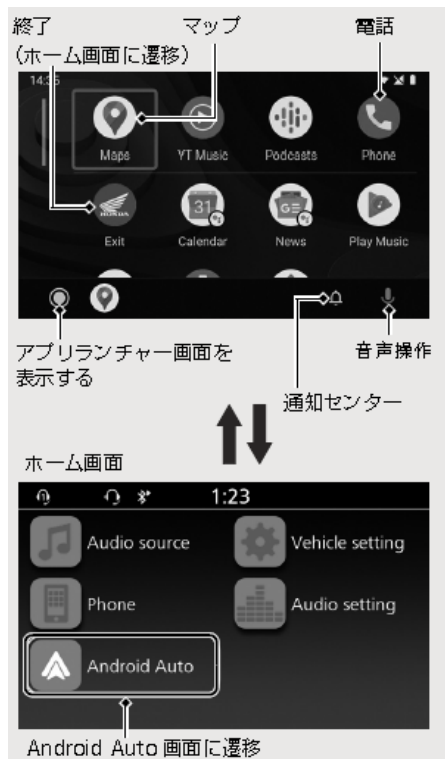 終了
(ホーム画面に遷移)
マップ
電話
14:35
Maps
YT Music
Podcasts
Phone
HONDA
31
GE
Exit
Calendar
News
Play Music
アプリランチャー画面を
表示する
通知センター
音声操作
ホーム画面
1:23
Audio source
Vehicle setting
Phone
Audio setting
Android Auto
Android Auto 画面に遷移